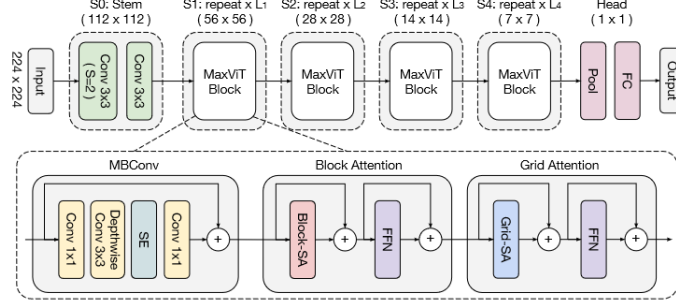 S0: Stem
(112 x 112)
S1: repeat x L₁
(56 x 56)
S2: repeat x L₂
(28 x 28)
S3: repeat x L₃
(14 x 14)
S4: repeat x L₄
(7 x 7)
Head
(1 x 1)
224 x 224
Input
Conv 3x3
(S=2)
Conv 3x3
MaxViT
Block
MaxViT
Block
MaxViT
Block
MaxViT
Block
Pool
FC
Output
MBConv
Block Attention
Grid Attention
Conv 1x1
Depthwise
Conv 3x3
SE
Conv 1x1
+
Block-SA
+
FFN
+
Grid-SA
+
FFN
+